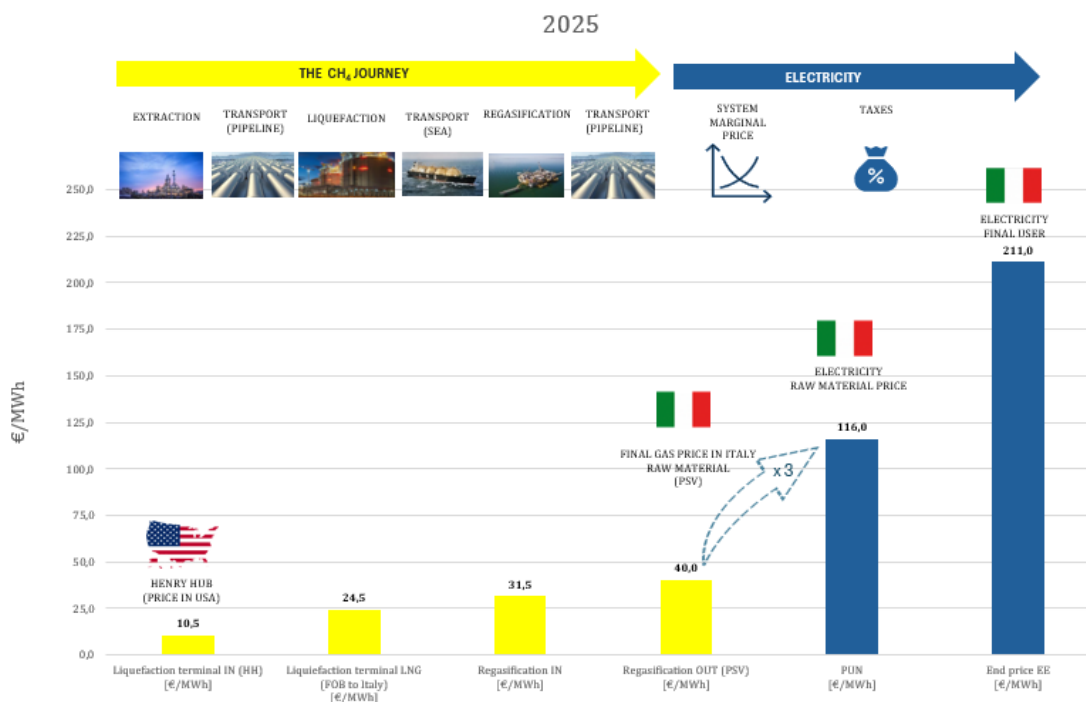 2025
THE CH₄ JOURNEY
ELECTRICITY
EXTRACTION
TRANSPORT
(PIPELINE)
LIQUEFACTION
TRANSPORT
(SEA)
REGASIFICATION
TRANSPORT
(PIPELINE)
SYSTEM
MARGINAL
PRICE
TAXES
%
€/MWh
250,0
225,0
200,0
175,0
150,0
125,0
100,0
75,0
50,0
25,0
0,0
HENRY HUB
(PRICE IN USA)
10,5
24,5
31,5
FINAL GAS PRICE IN ITALY
RAW MATERIAL
(PSV)
40,0
x 3
ELECTRICITY
RAW MATERIAL PRICE
116,0
ELECTRICITY
FINAL USER
211,0
Liquefaction terminal IN (HH)
[€/MWh]
Liquiefaction terminal LNG
(FOB to Italy)
[€/MWh]
Regasification IN
[€/MWh]
Regasification OUT (PSV)
[€/MWh]
PUN
[€/MWh]
End price EE
[€/MWh]